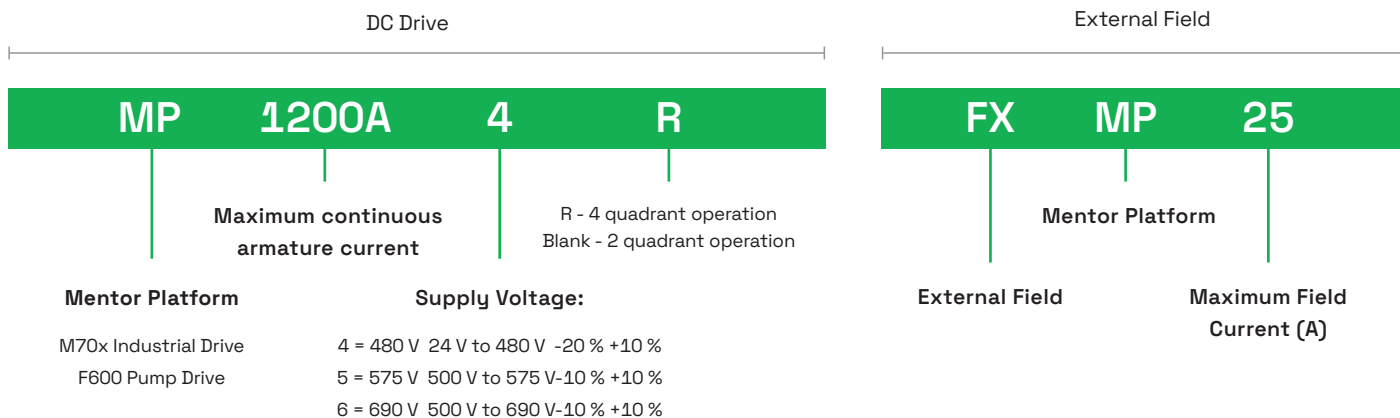 DC Drive
External Field
MP 1200A 4 R
FX MP 25
Maximum continuous
armature current
R - 4 quadrant operation
Blank - 2 quadrant operation
Mentor Platform
Mentor Platform
M70x Industrial Drive
F600 Pump Drive
Supply Voltage:
4 = 480 V 24 V to 480 V -20 % +10 %
5 = 575 V 500 V to 575 V-10 % +10 %
6 = 690 V 500 V to 690 V-10 % +10 %
External Field
Maximum Field
Current (A)